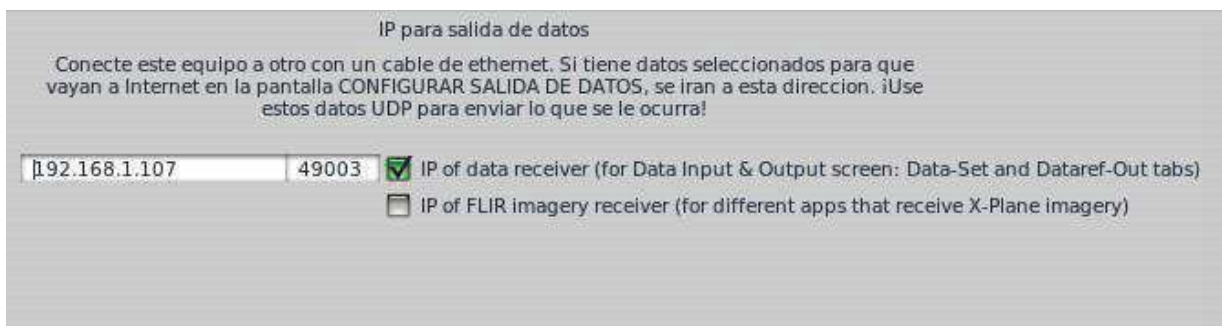 IP para salida de datos
Conecte este equipo a otro con un cable de ethernet. Si tiene datos seleccionados para que
vayan a Internet en la pantalla CONFIGURAR SALIDA DE DATOS, se iran a esta direccion. ¡Use
estos datos UDP para enviar lo que se le ocurra!
192.168.1.107 49003 IP of data receiver (for Data Input & Output screen: Data-Set and Dataref-Out tabs)
IP of FLIR imagery receiver (for different apps that receive X-Plane imagery)